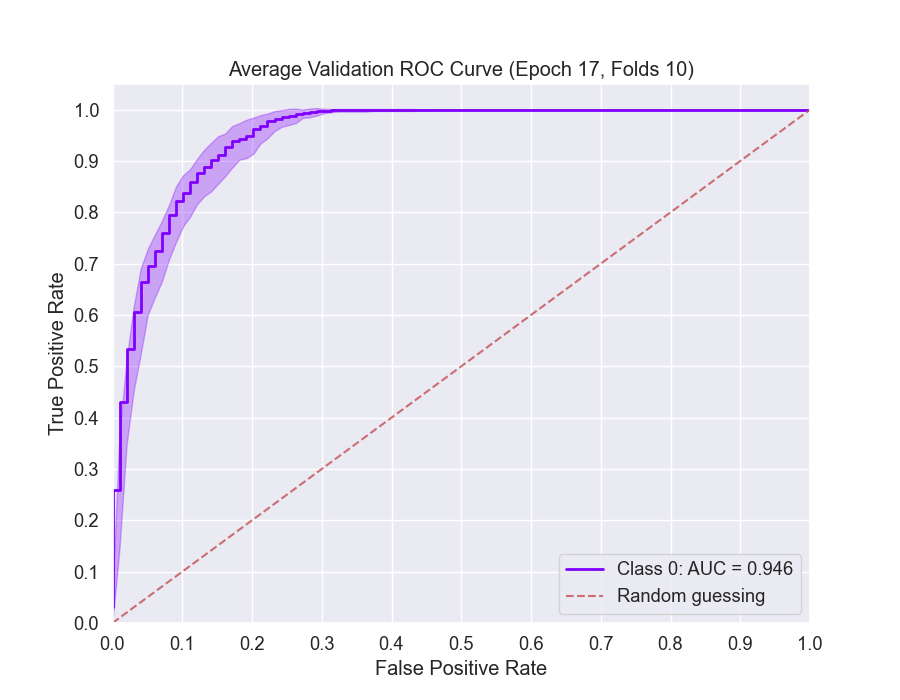 Average Validation ROC Curve (Epoch 17, Folds 10)
1.0
0.9
0.8
0.7
0.6
0.5
0.4
0.3
0.2
0.1
0.0
True Positive Rate
Class 0: AUC = 0.946
Random guessing
0.0 0.1 0.2 0.3 0.4 0.5 0.6 0.7 0.8 0.9 1.0
False Positive Rate